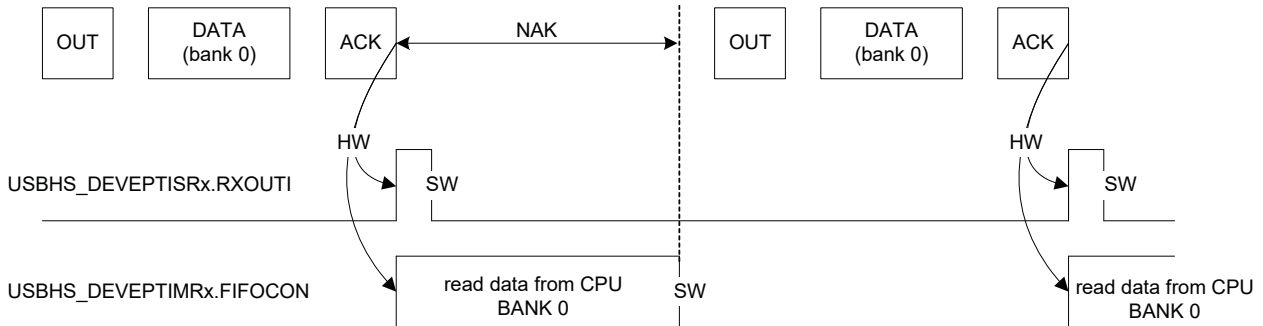 OUT
DATA
(bank 0)
ACK
NAK
OUT
DATA
(bank 0)
ACK
HW
HW
USBHS_DEVEPTISRx.RXOUTI
SW
SW
USBHS_DEVEPTIMRx.FIFOCON
read data from CPU
BANK 0
SW
read data from CPU
BANK 0